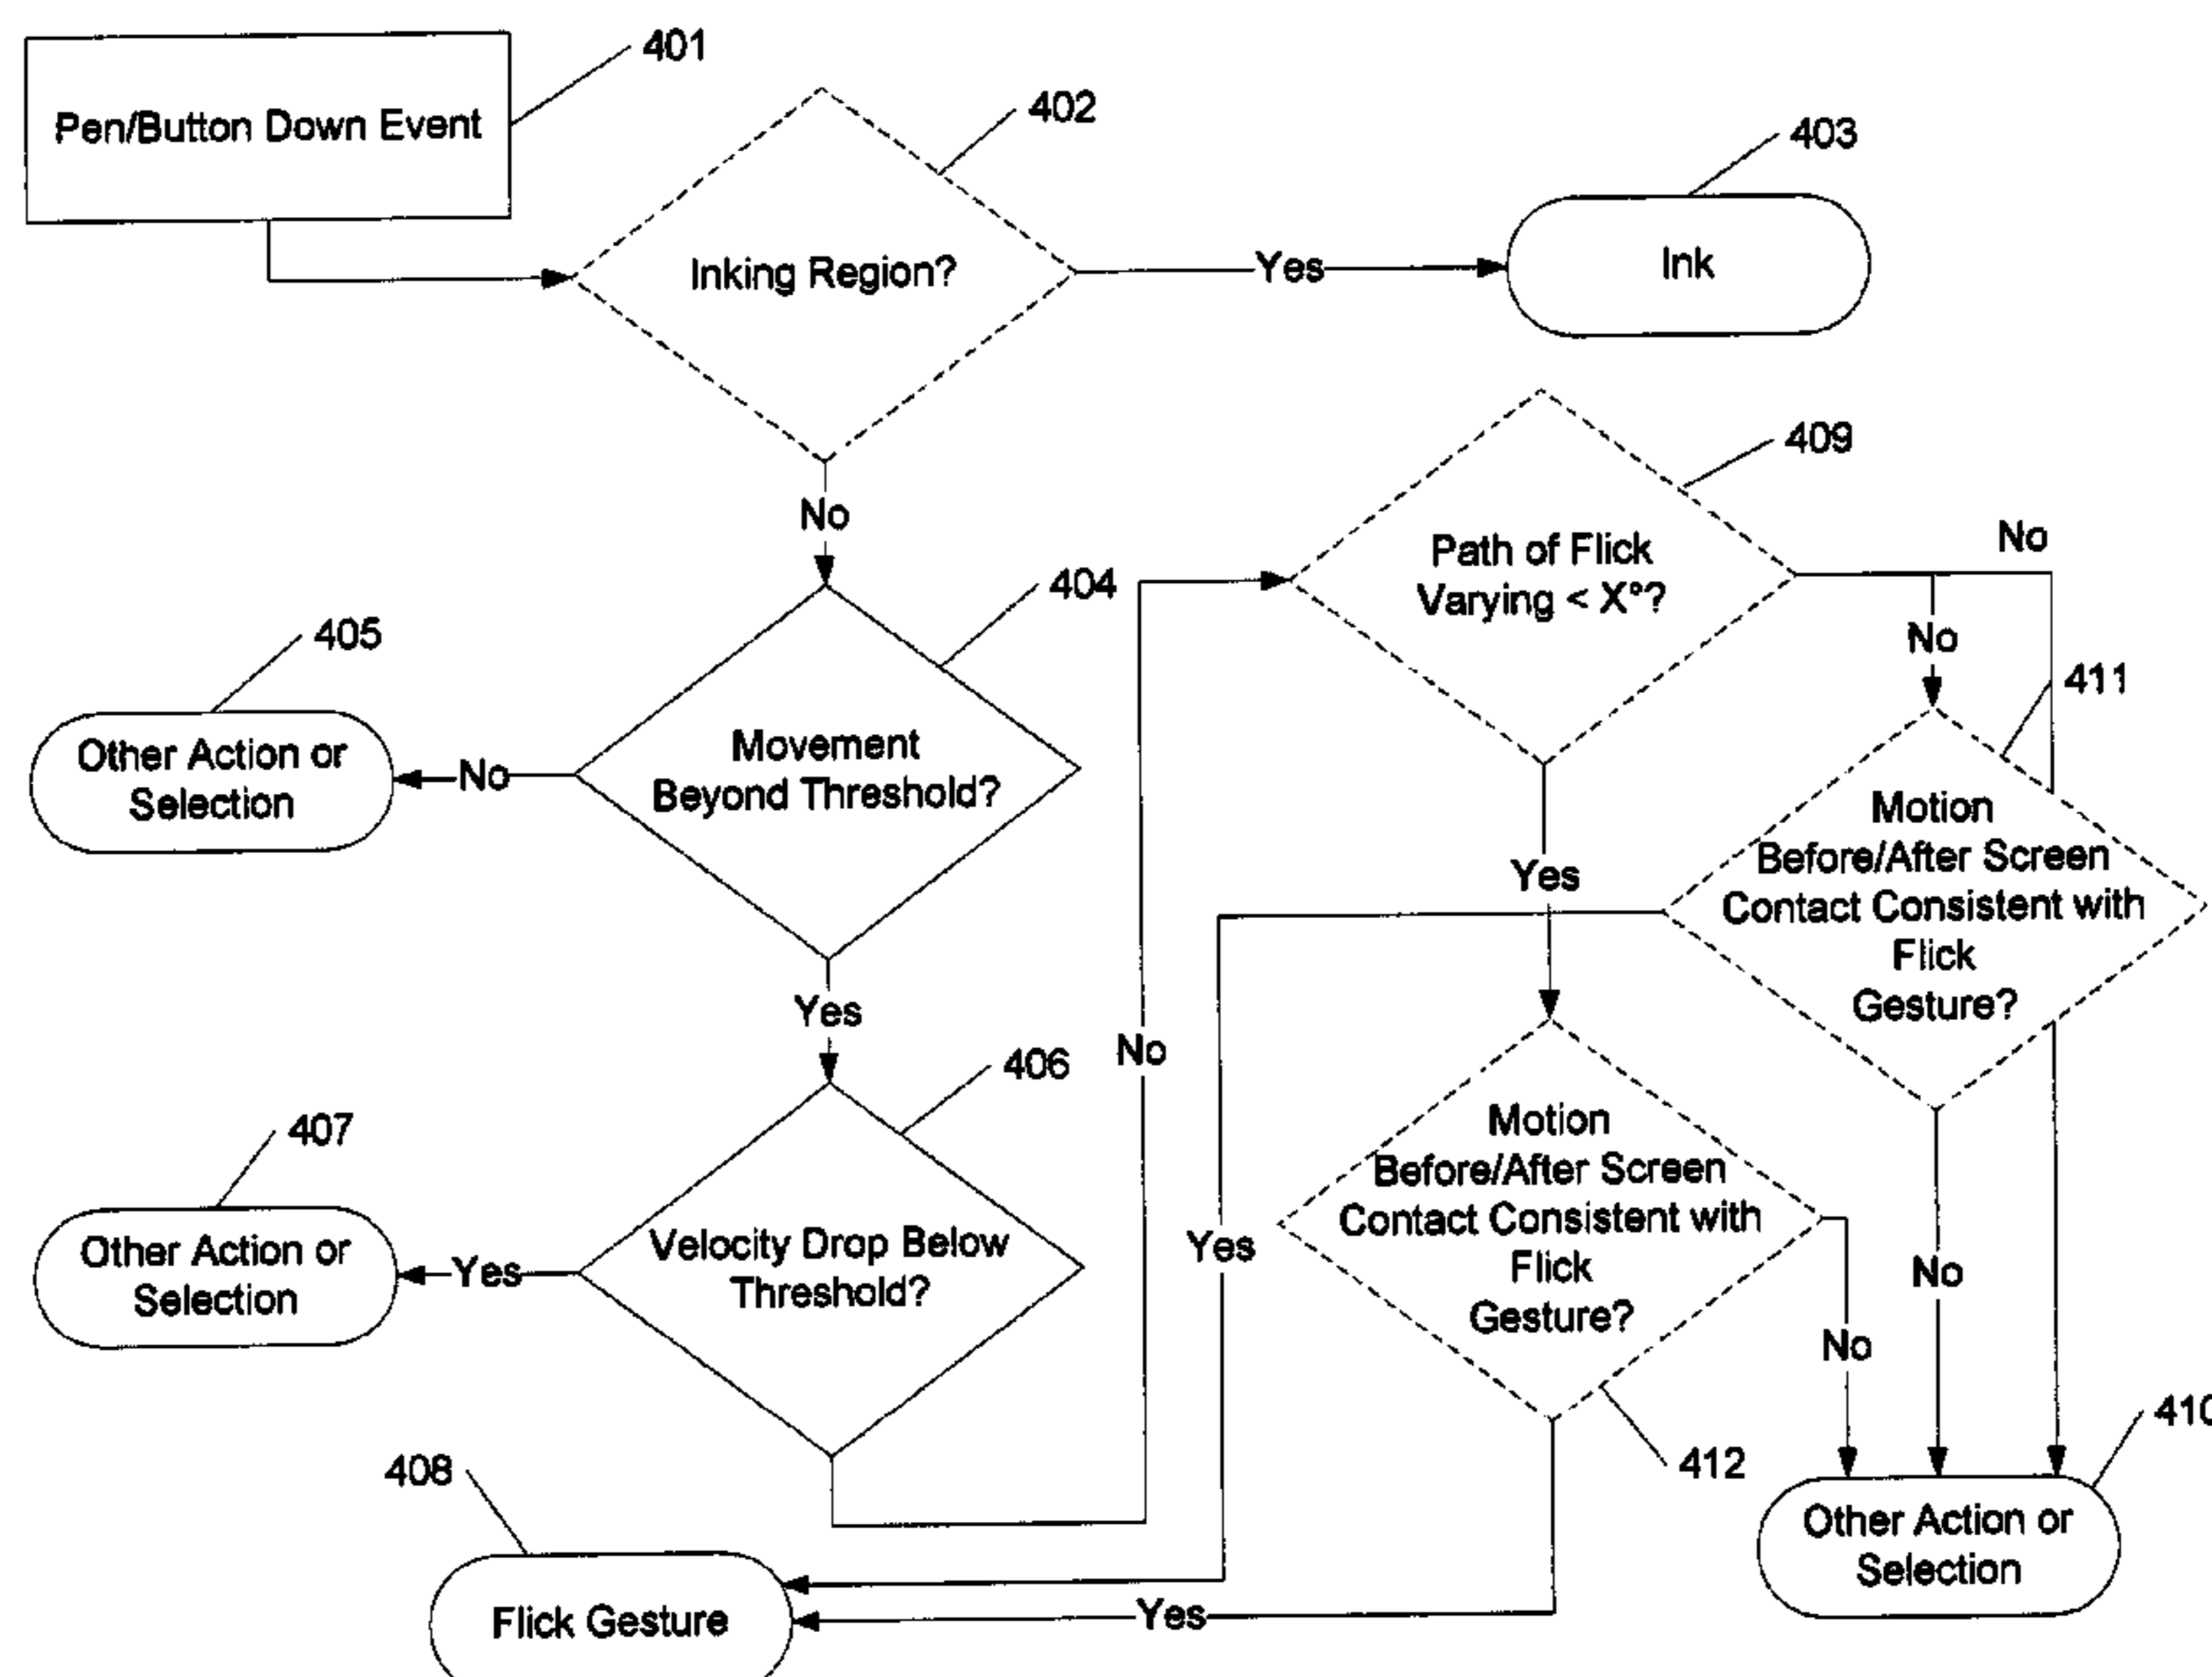 401
Pen/Button Down Event
402
403
Inking Region?
Yes
Ink
No
404
405
Movement
Beyond Threshold?
No
Other Action or
Selection
Yes
406
407
Velocity Drop Below
Threshold?
Yes
Other Action or
Selection
No
409
Path of Flick
Varying < X°?
No
No
411
Yes
Motion
Before/After Screen
Contact Consistent with
Flick
Gesture?
Yes
Motion
Before/After Screen
Contact Consistent with
Flick
Gesture?
No
No
412
410
Other Action or
Selection
408
Flick Gesture
Yes